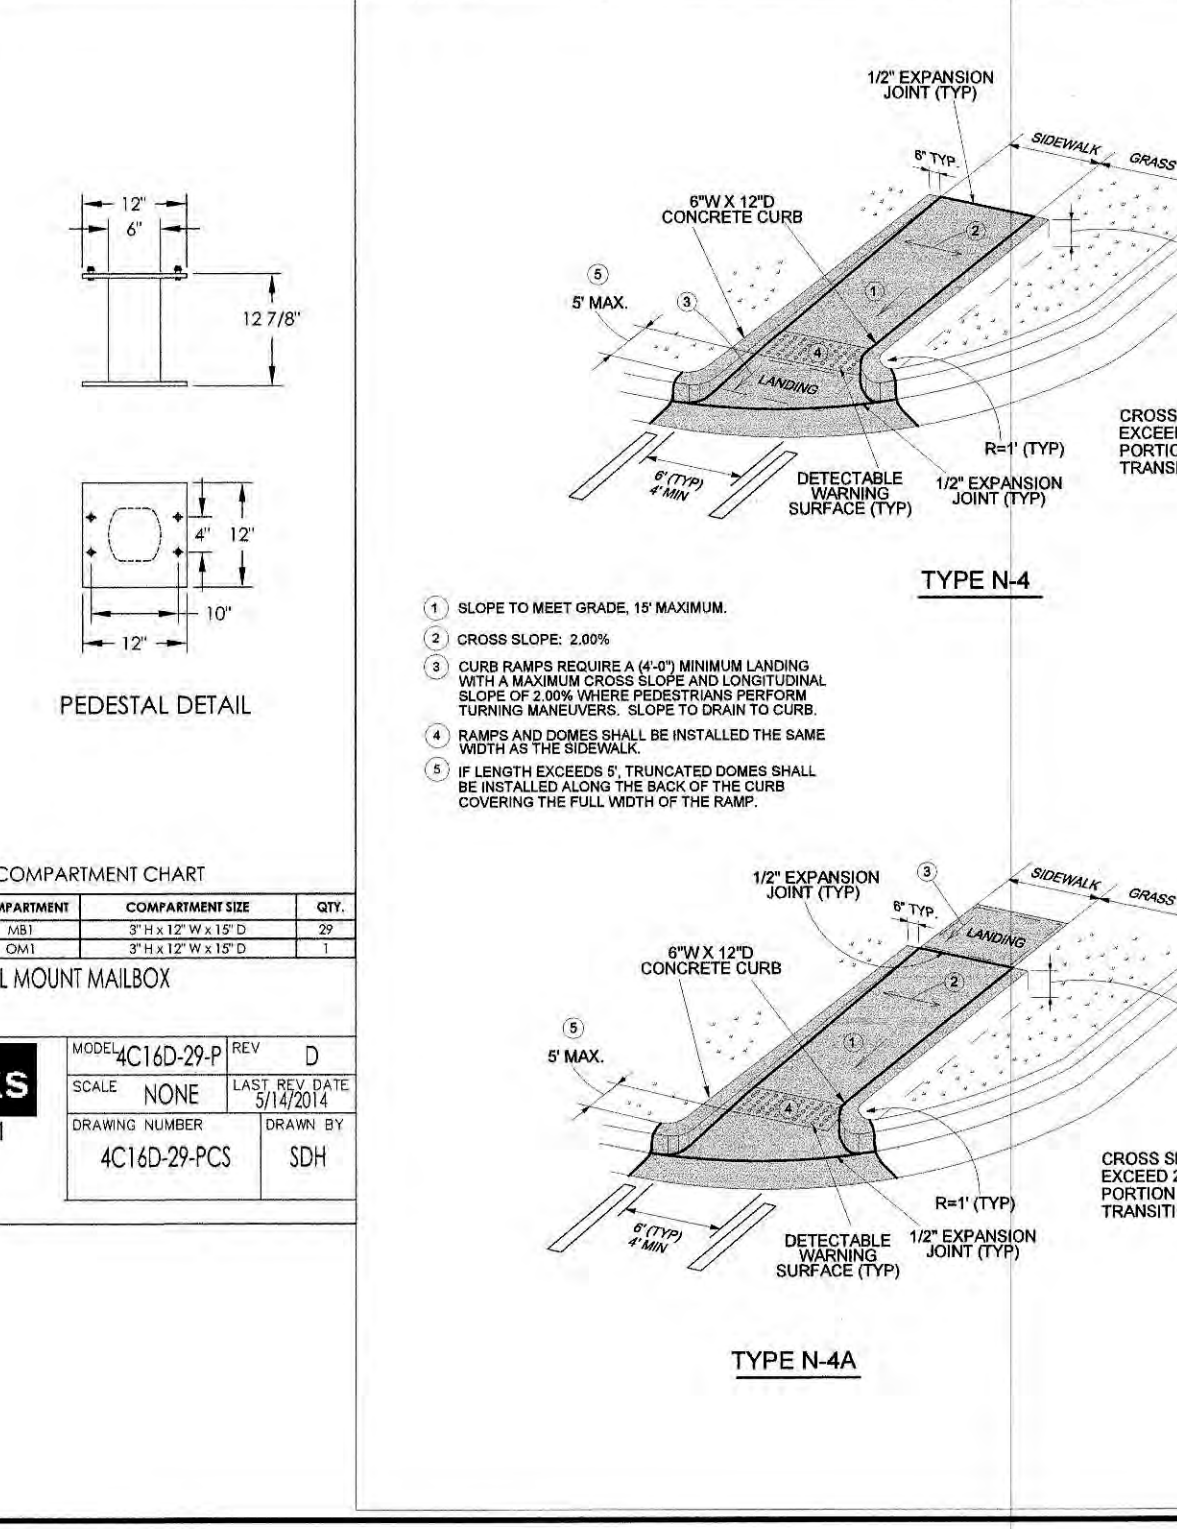 12"
6"
12 7/8"
4"
12"
10"
12"
PEDESTAL DETAIL
COMPARTMENT CHART
COMPARTMENT SIZE
QTY.
MB1
3" H x 12" W x 15" D
29
OM1
3" H x 12" W x 15" D
1
MOUNT MAILBOX
MODEL 4C16D-29-P
REV D
SCALE NONE
LAST REV DATE
5/14/2014
DRAWING NUMBER
4C16D-29-PCS
DRAWN BY
SDH
1/2" EXPANSION
JOINT (TYP)
6" TYP.
SIDEWALK
GRASS
6"W X 12"D
CONCRETE CURB
5
5' MAX.
3
2
1
4
LANDING
6' (TYP)
4' MIN
DETECTABLE
WARNING
SURFACE (TYP)
R=1' (TYP)
1/2" EXPANSION
JOINT (TYP)
CROSS
EXCEE
PORTIO
TRANSI
TYPE N-4
1 SLOPE TO MEET GRADE, 15' MAXIMUM.
2 CROSS SLOPE: 2.00%
3 CURB RAMPS REQUIRE A (4'-0") MINIMUM LANDING
WITH A MAXIMUM CROSS SLOPE AND LONGITUDINAL
SLOPE OF 2.00% WHERE PEDESTRIANS PERFORM
TURNING MANEUVERS. SLOPE TO DRAIN TO CURB.
4 RAMPS AND DOMES SHALL BE INSTALLED THE SAME
WIDTH AS THE SIDEWALK.
5 IF LENGTH EXCEEDS 5', TRUNCATED DOMES SHALL
BE INSTALLED ALONG THE BACK OF THE CURB
COVERING THE FULL WIDTH OF THE RAMP.
1/2" EXPANSION
JOINT (TYP)
3
6" TYP.
SIDEWALK
GRASS
LANDING
6"W X 12"D
CONCRETE CURB
2
5
5' MAX.
1
4
6' (TYP)
4' MIN
DETECTABLE
WARNING
SURFACE (TYP)
R=1' (TYP)
1/2" EXPANSION
JOINT (TYP)
CROSS S
EXCEED 2
PORTION
TRANSITI
TYPE N-4A